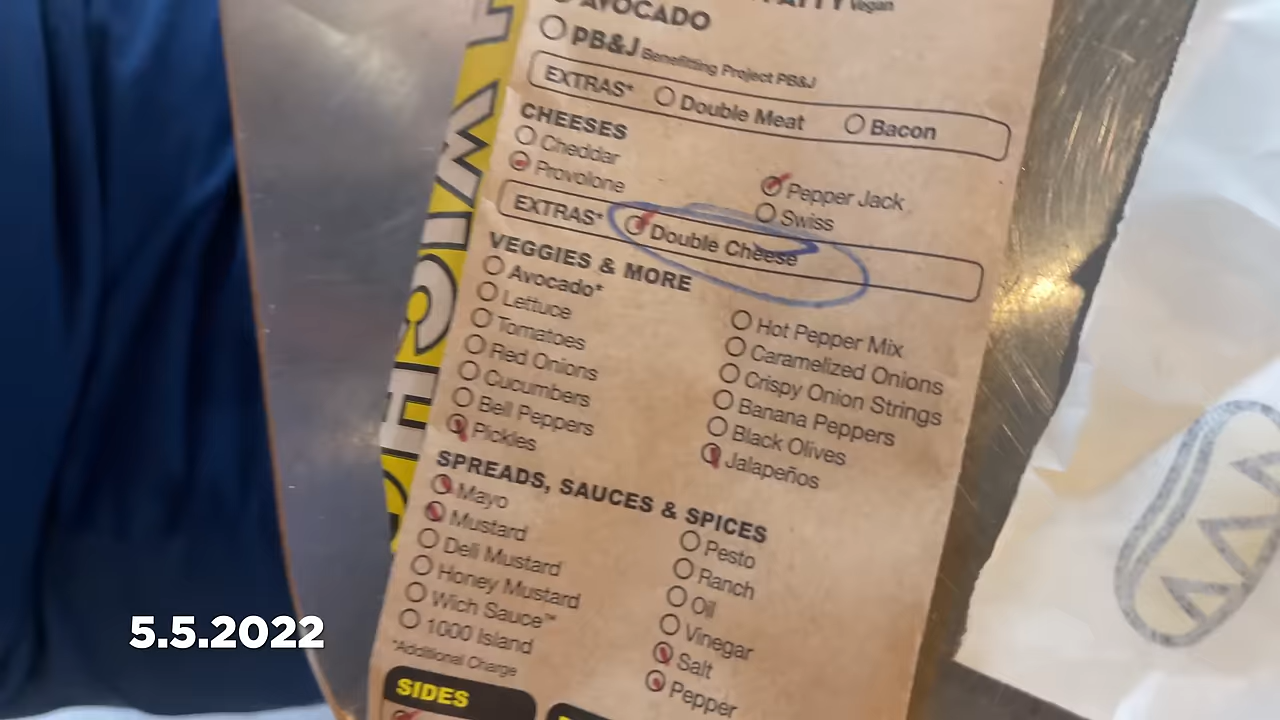 PATTY Vegan
AVOCADO
PB&J Benefitting Project PB&J
EXTRAS* Double Meat Bacon
CHEESES
Cheddar
Provolone
Pepper Jack
Swiss
EXTRAS* Double Cheese
VEGGIES & MORE
Avocado*
Lettuce
Tomatoes
Red Onions
Cucumbers
Bell Peppers
Pickles
Hot Pepper Mix
Caramelized Onions
Crispy Onion Strings
Banana Peppers
Black Olives
Jalapeños
SPREADS, SAUCES & SPICES
Mayo
Mustard
Deli Mustard
Honey Mustard
Wich Sauce™
1000 Island
Pesto
Ranch
Oil
Vinegar
Salt
Pepper
*Additional Charge
SIDES
5.5.2022